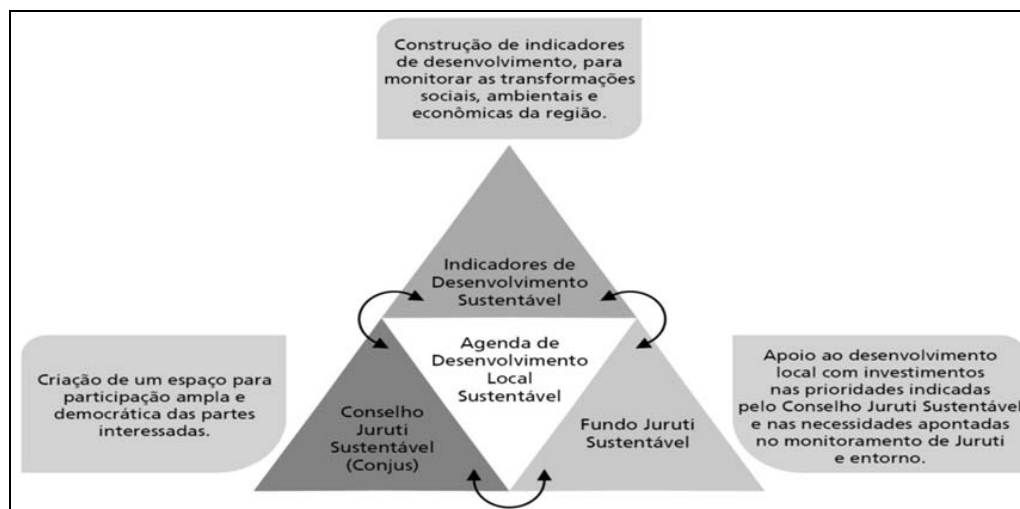 Construção de indicadores
de desenvolvimento, para
monitorar as transformações
sociais, ambientais e
econômicas da região.
Indicadores de
Desenvolvimento
Sustentável
Agenda de
Desenvolvimento
Local
Sustentável
Criação de um espaço para
participação ampla e
democrática das partes
interessadas.
Conselho
Juruti
Sustentável
(Conjus)
Fundo Juruti
Sustentável
Apoio ao desenvolvimento
local com investimentos
nas prioridades indicadas
pelo Conselho Juruti Sustentável
e nas necessidades apontadas
no monitoramento de Juruti
e entorno.